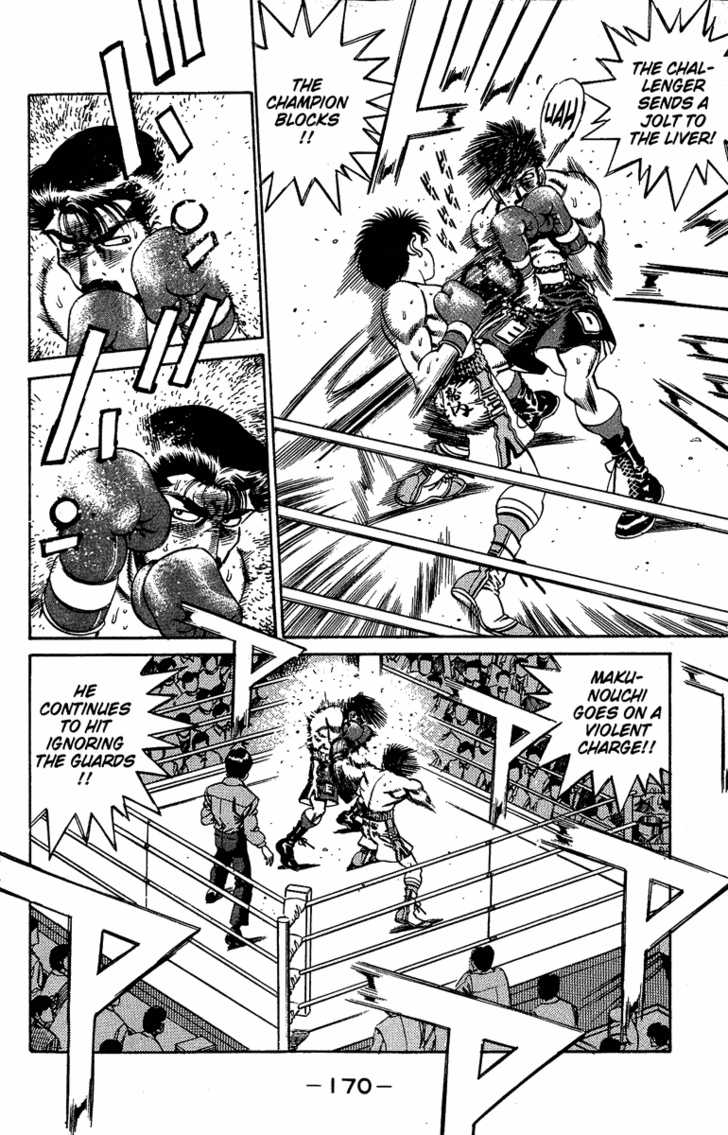 THE CHAL-
LENGER
SENDS A
JOLT TO
THE LIVER!
UAH
THE
CHAMPION
BLOCKS
!!
E
D
MAKU-
NOUCHI
GOES ON A
VIOLENT
CHARGE!!
HE
CONTINUES
TO HIT
IGNORING
THE GUARDS
!!
E
- 170 -